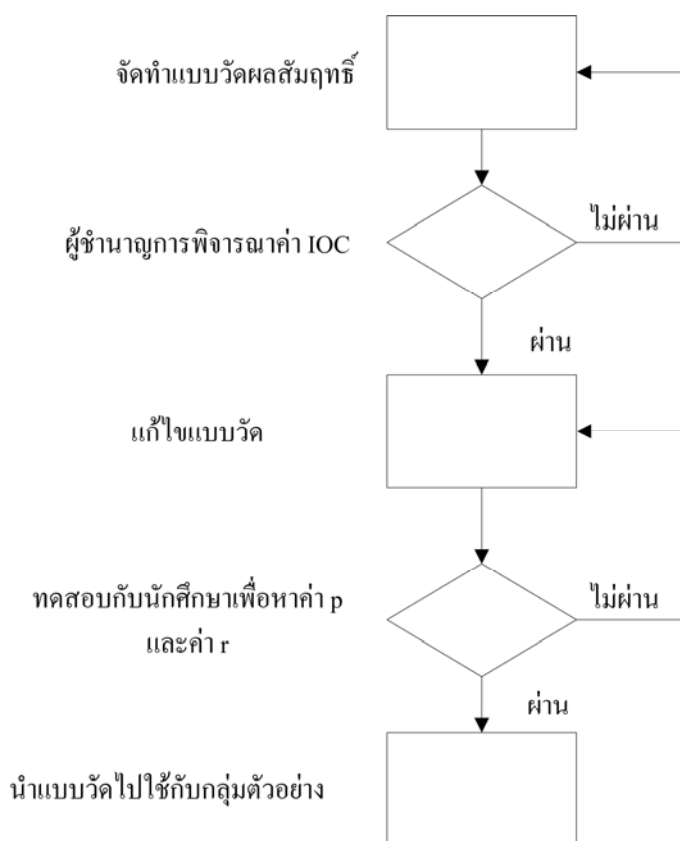 จัดทำแบบวัดผลสัมฤทธิ์
ไม่ผ่าน
ผู้ชำนาญการพิจารณาค่า IOC
ผ่าน
แก้ไขแบบวัด
ทดสอบกับนักศึกษาเพื่อหาค่า p
และค่า r
ไม่ผ่าน
ผ่าน
นำแบบวัดไปใช้กับกลุ่มตัวอย่าง